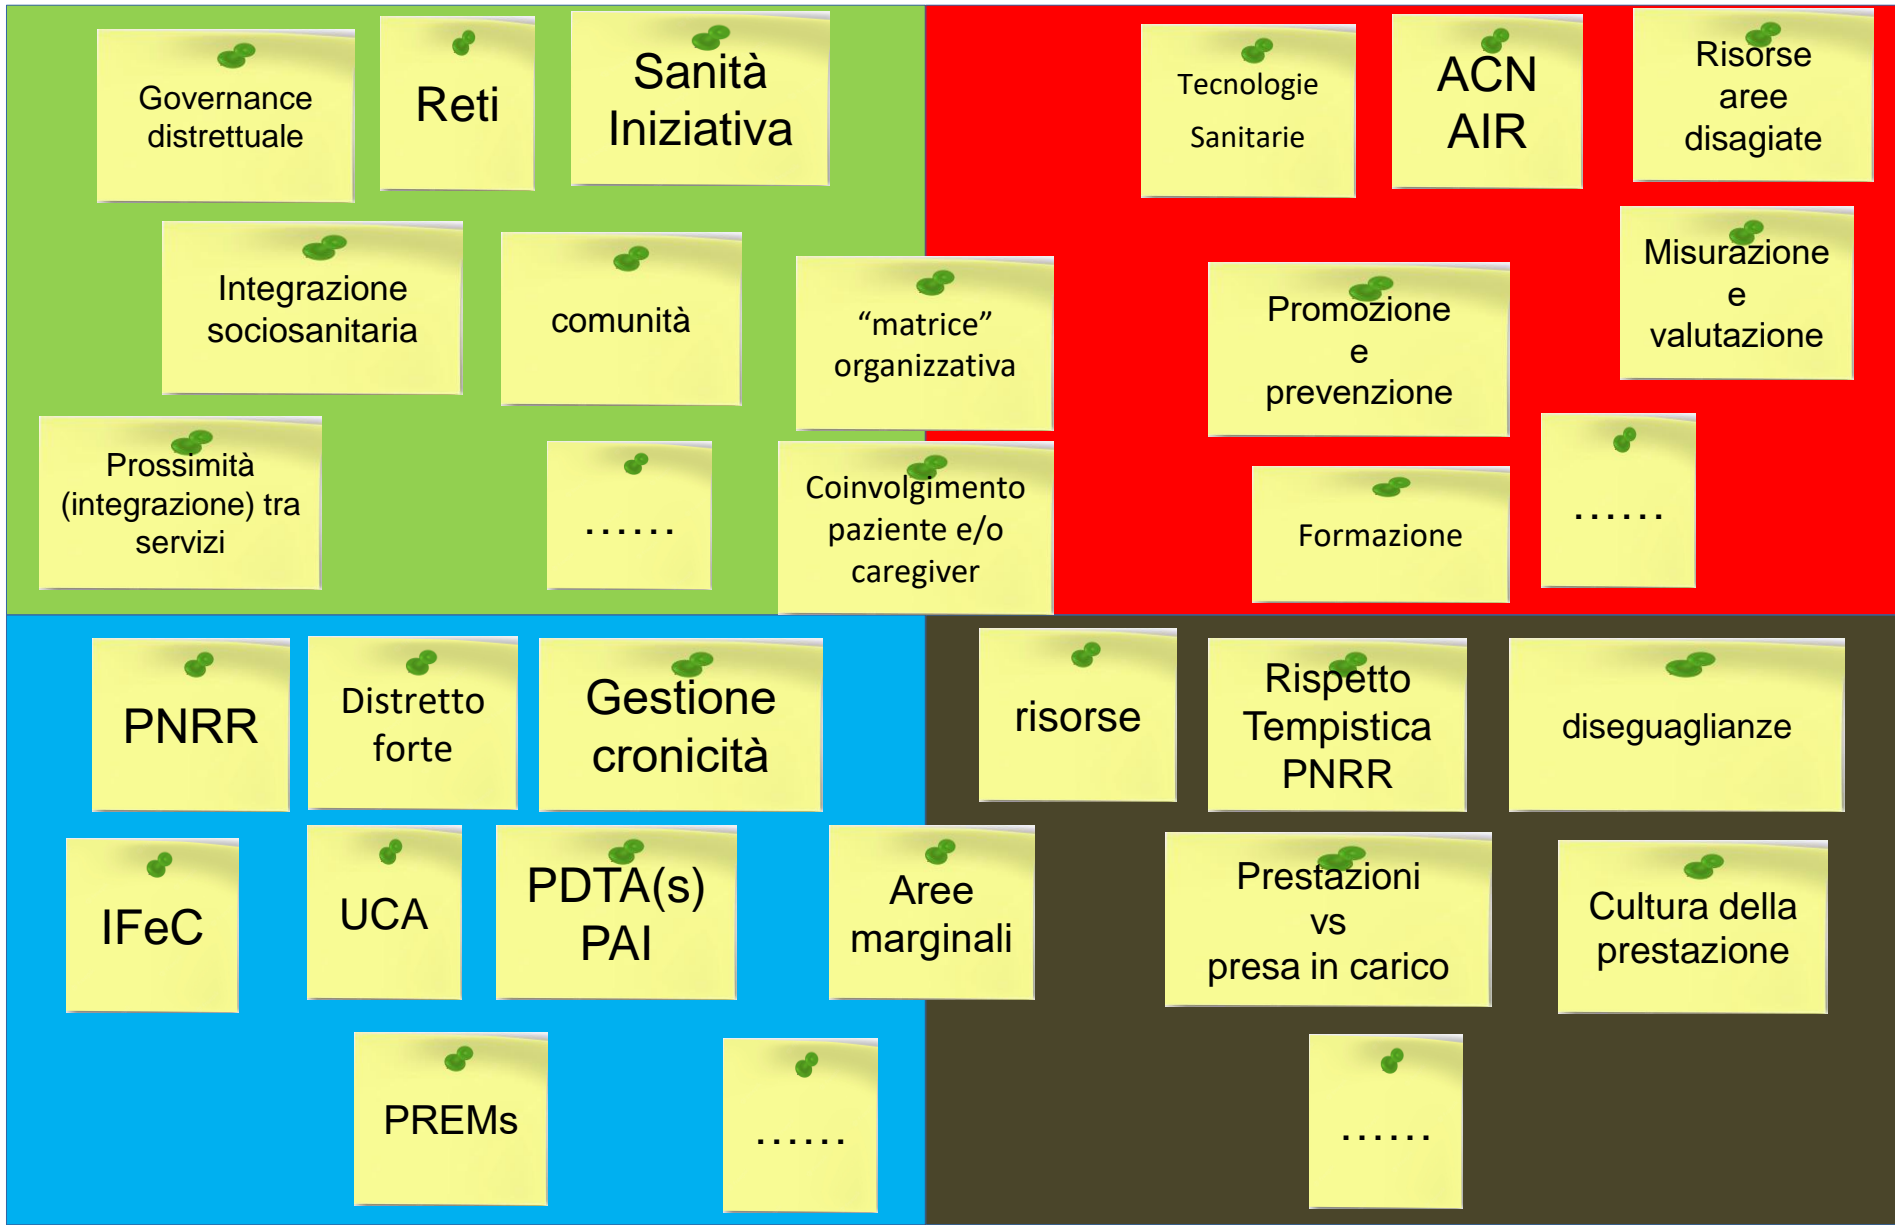 Governance
distrettuale
Reti
Sanità
Iniziativa
Integrazione
sociosanitaria
comunità
“matrice”
organizzativa
Prossimità
(integrazione) tra
servizi
......
Coinvolgimento
paziente e/o
caregiver
Tecnologie
Sanitarie
ACN
AIR
Risorse
aree
disagiate
Promozione
e
prevenzione
Misurazione
e
valutazione
Formazione
......
PNRR
Distretto
forte
Gestione
cronicità
IFeC
UCA
PDTA(s)
PAI
Aree
marginali
PREMs
......
risorse
Rispetto
Tempistica
PNRR
diseguaglianze
Prestazioni
vs
presa in carico
Cultura della
prestazione
......